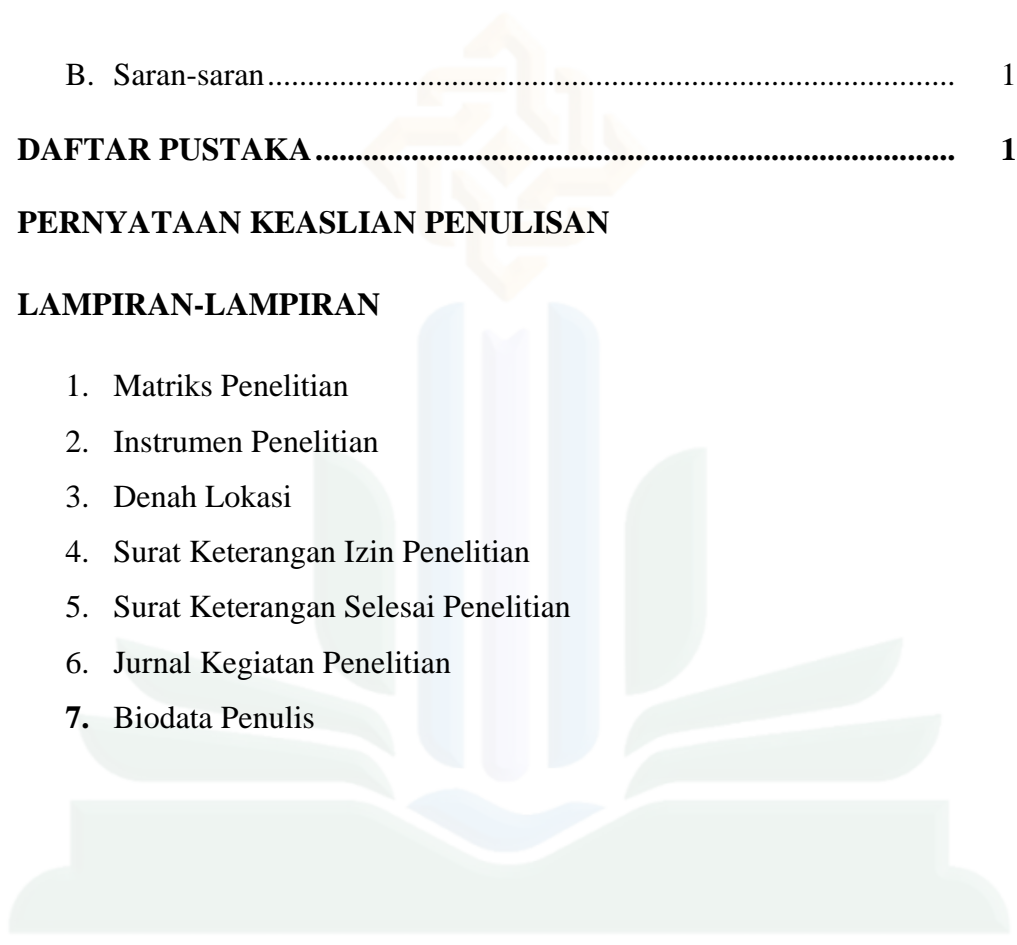 B. Saran-saran...................................................................................... 1
DAFTAR PUSTAKA................................................................................ 1
PERNYATAAN KEASLIAN PENULISAN
LAMPIRAN-LAMPIRAN
1. Matriks Penelitian
2. Instrumen Penelitian
3. Denah Lokasi
4. Surat Keterangan Izin Penelitian
5. Surat Keterangan Selesai Penelitian
6. Jurnal Kegiatan Penelitian
7. Biodata Penulis